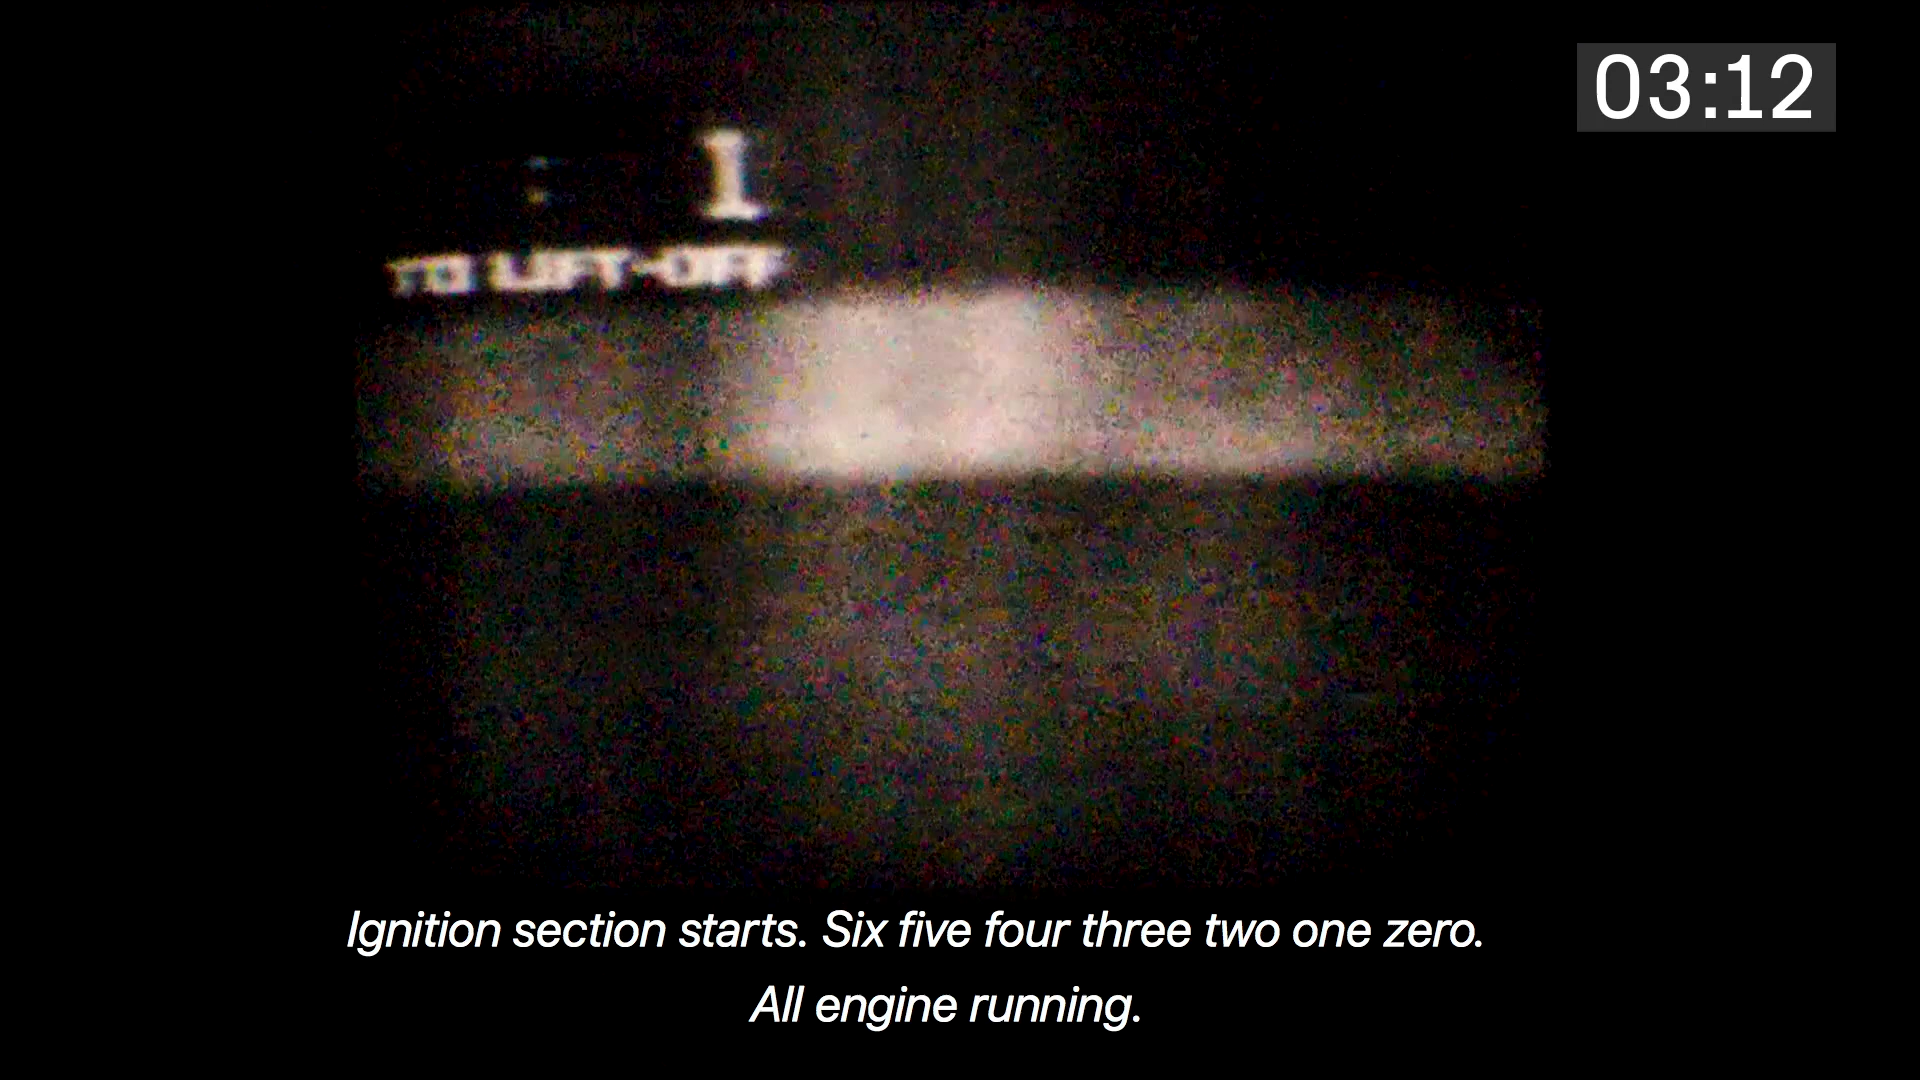 03:12
: 1
TO LIFT-OFF
Ignition section starts. Six five four three two one zero.
All engine running.